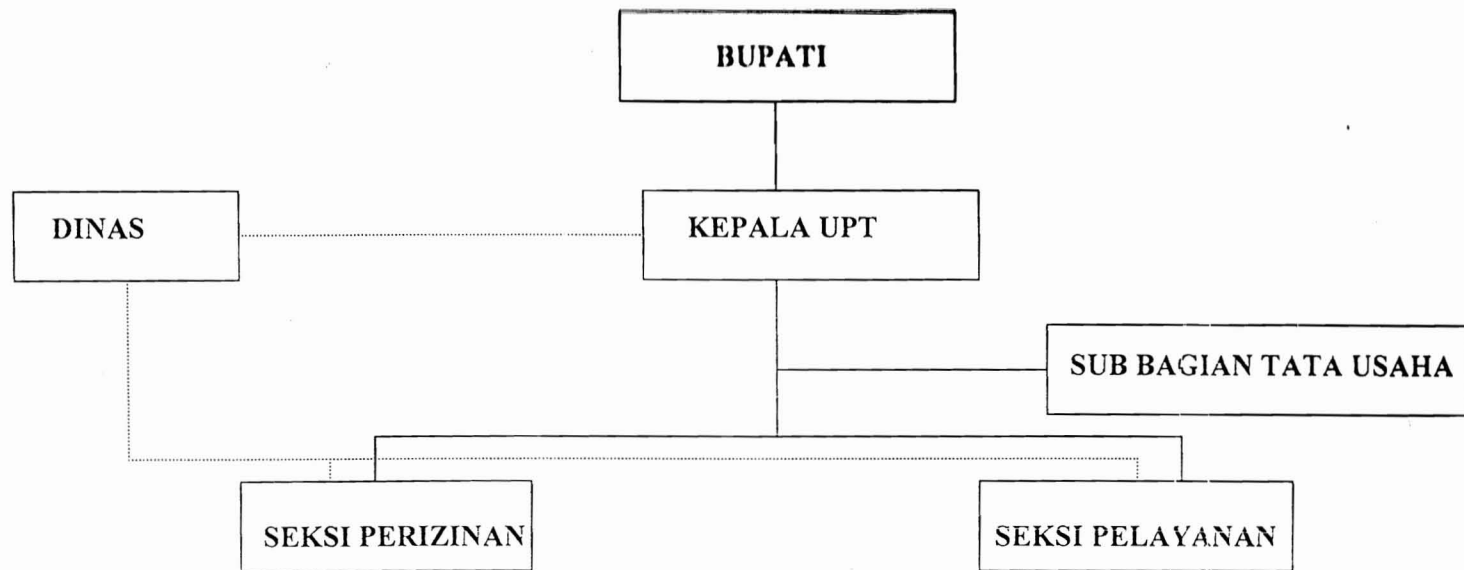 BUPATI
DINAS
KEPALA UPT
SUB BAGIAN TATA USAHA
SEKSI PERIZINAN
SEKSI PELAYANAN